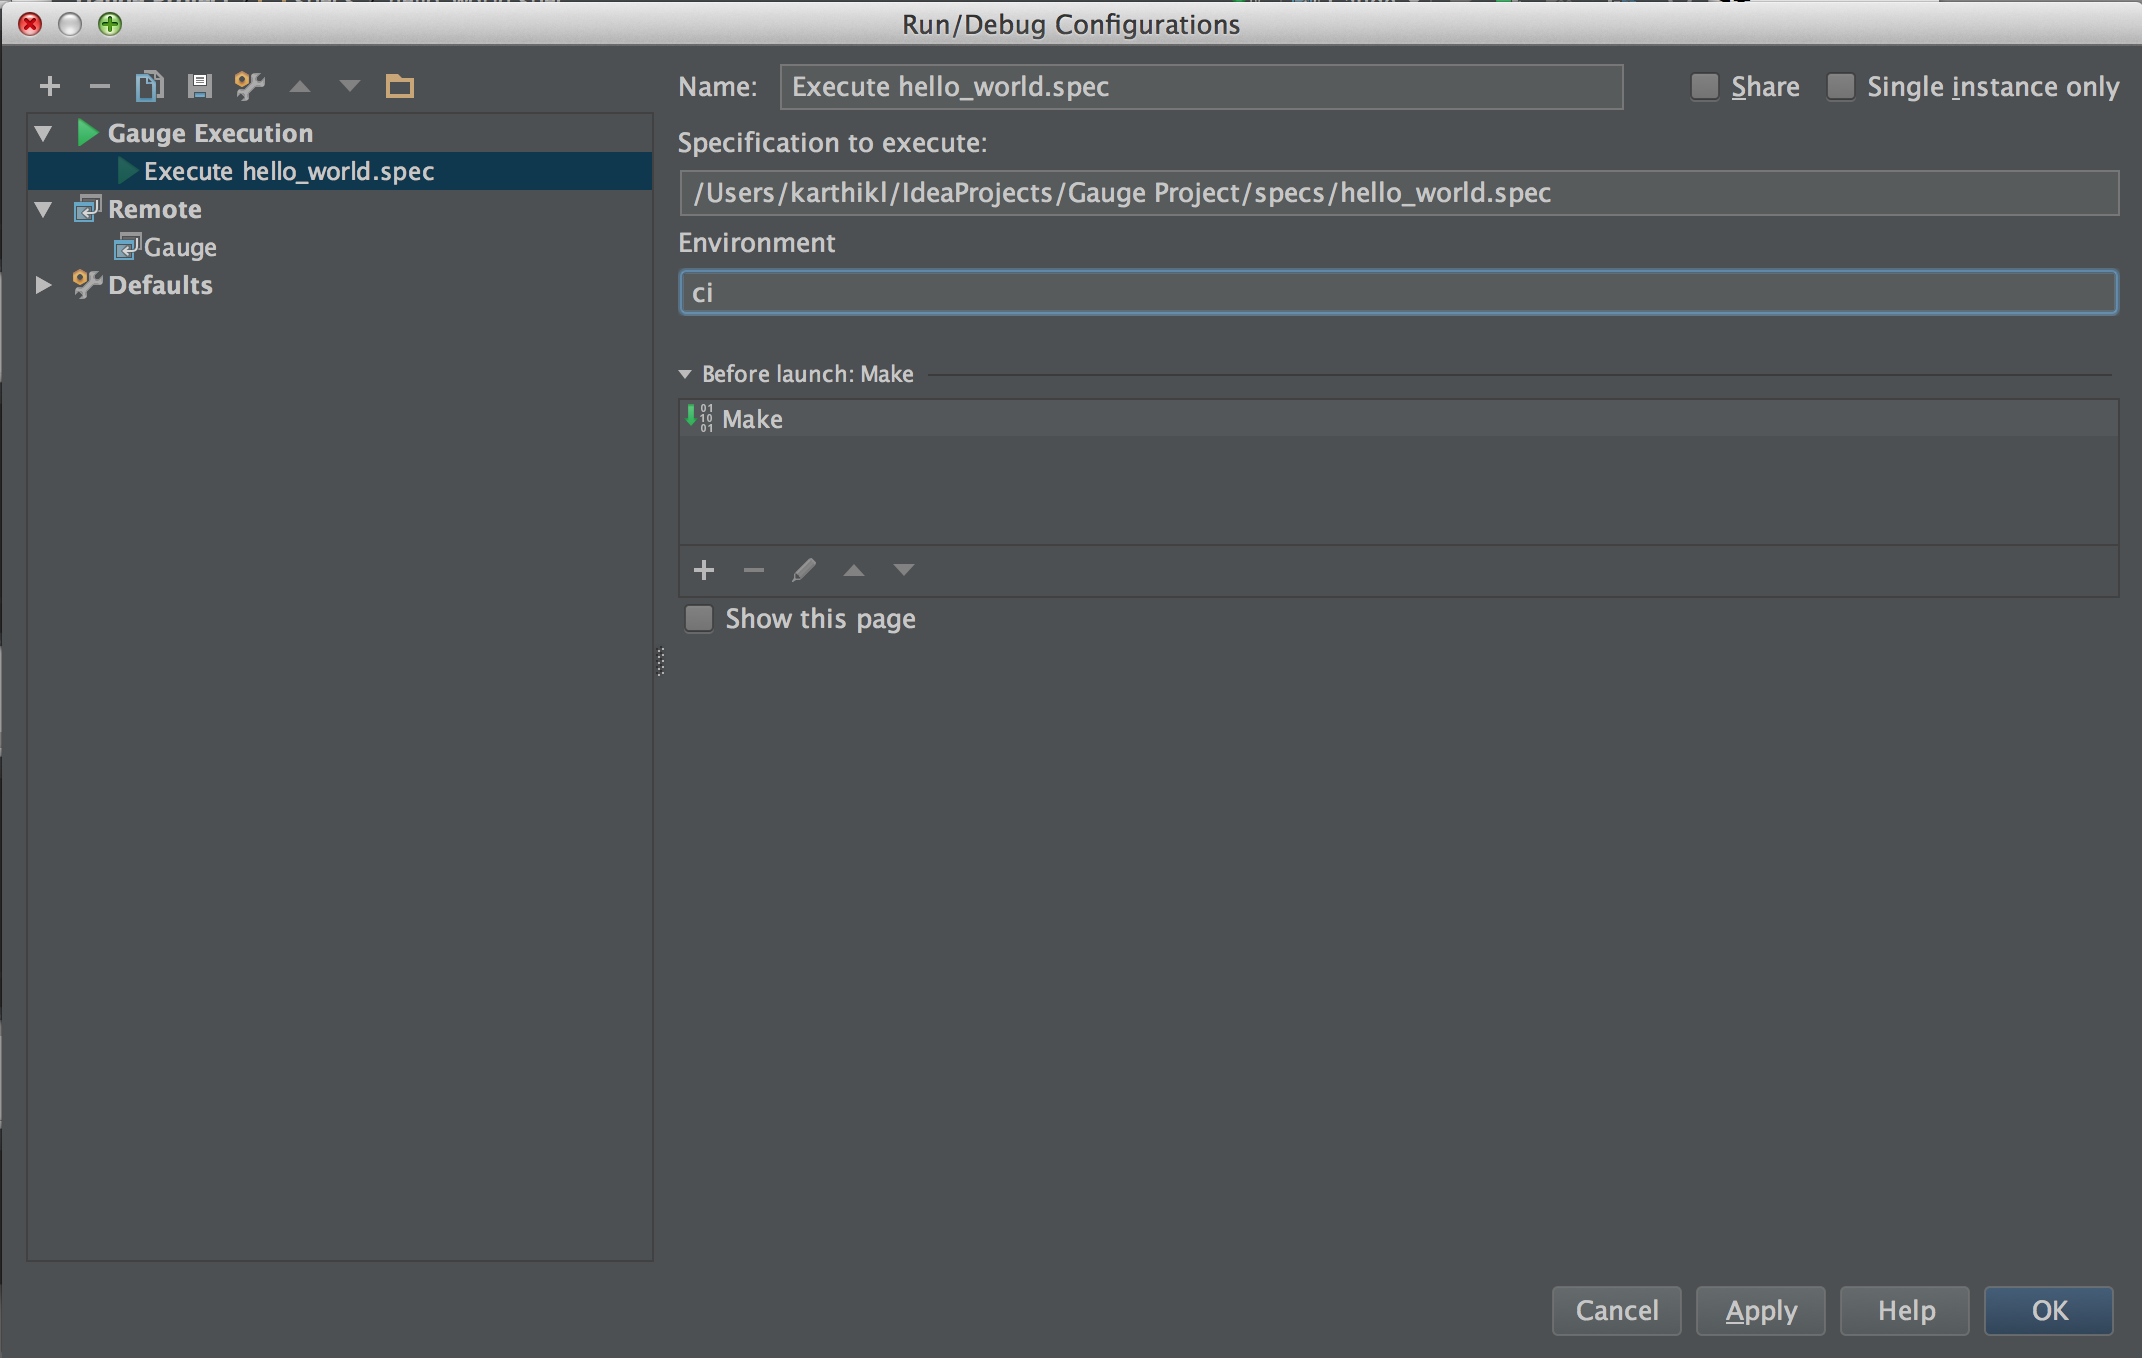 Run/Debug Configurations
Name: Execute hello_world.spec Share Single instance only
Gauge Execution
Execute hello_world.spec
Remote
Gauge
Defaults
Specification to execute:
/Users/karthikl/IdeaProjects/Gauge Project/specs/hello_world.spec
Environment
ci
Before launch: Make
Make
Show this page
Cancel Apply Help OK